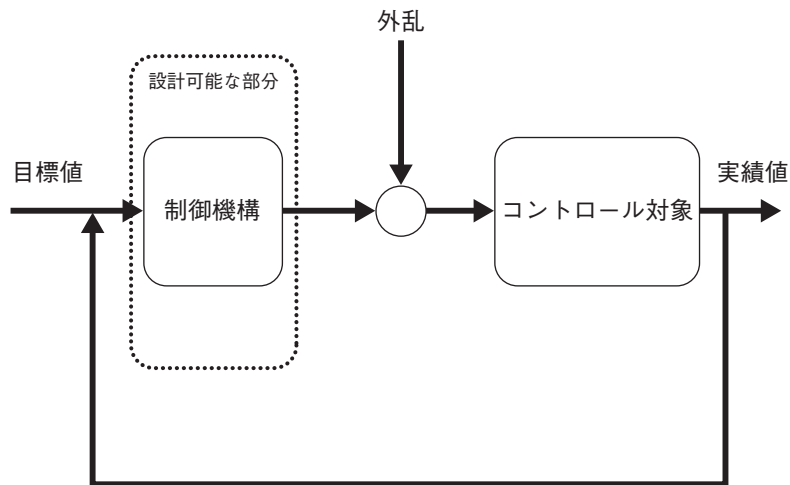 外乱
設計可能な部分
目標値
制御機構
コントロール対象
実績値